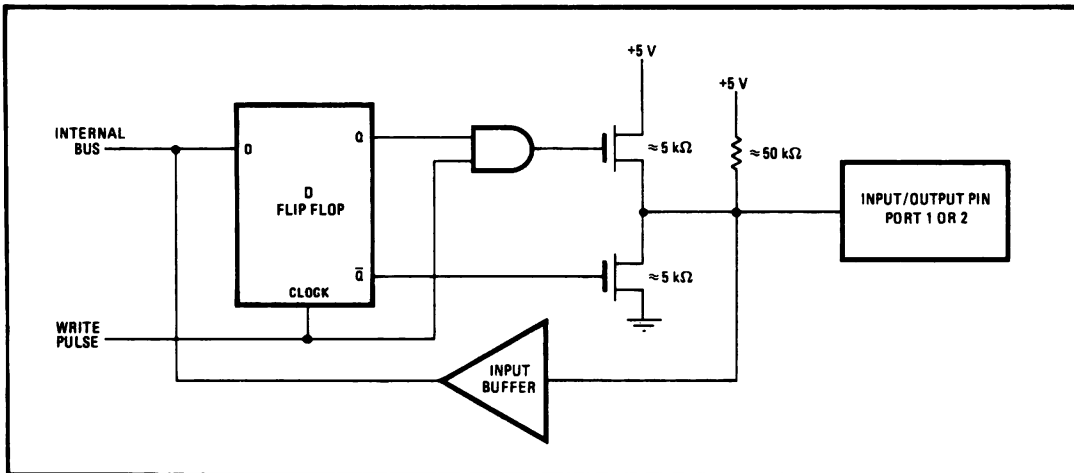 +5 V
+5 V
INTERNAL
BUS
D
Q
≈ 5 kΩ
≈ 50 kΩ
D
FLIP FLOP
INPUT/OUTPUT PIN
PORT 1 OR 2
Q̅
≈ 5 kΩ
CLOCK
WRITE
PULSE
INPUT
BUFFER